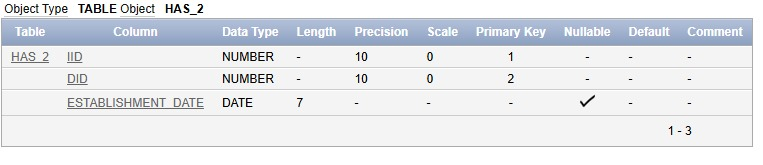 Object Type TABLE Object HAS_2
Table Column Data Type Length Precision Scale Primary Key Nullable Default Comment
HAS_2 IID NUMBER - 10 0 1 - - -
DID NUMBER - 10 0 2 - - -
ESTABLISHMENT_DATE DATE 7 - - - ✓ - -
1 - 3